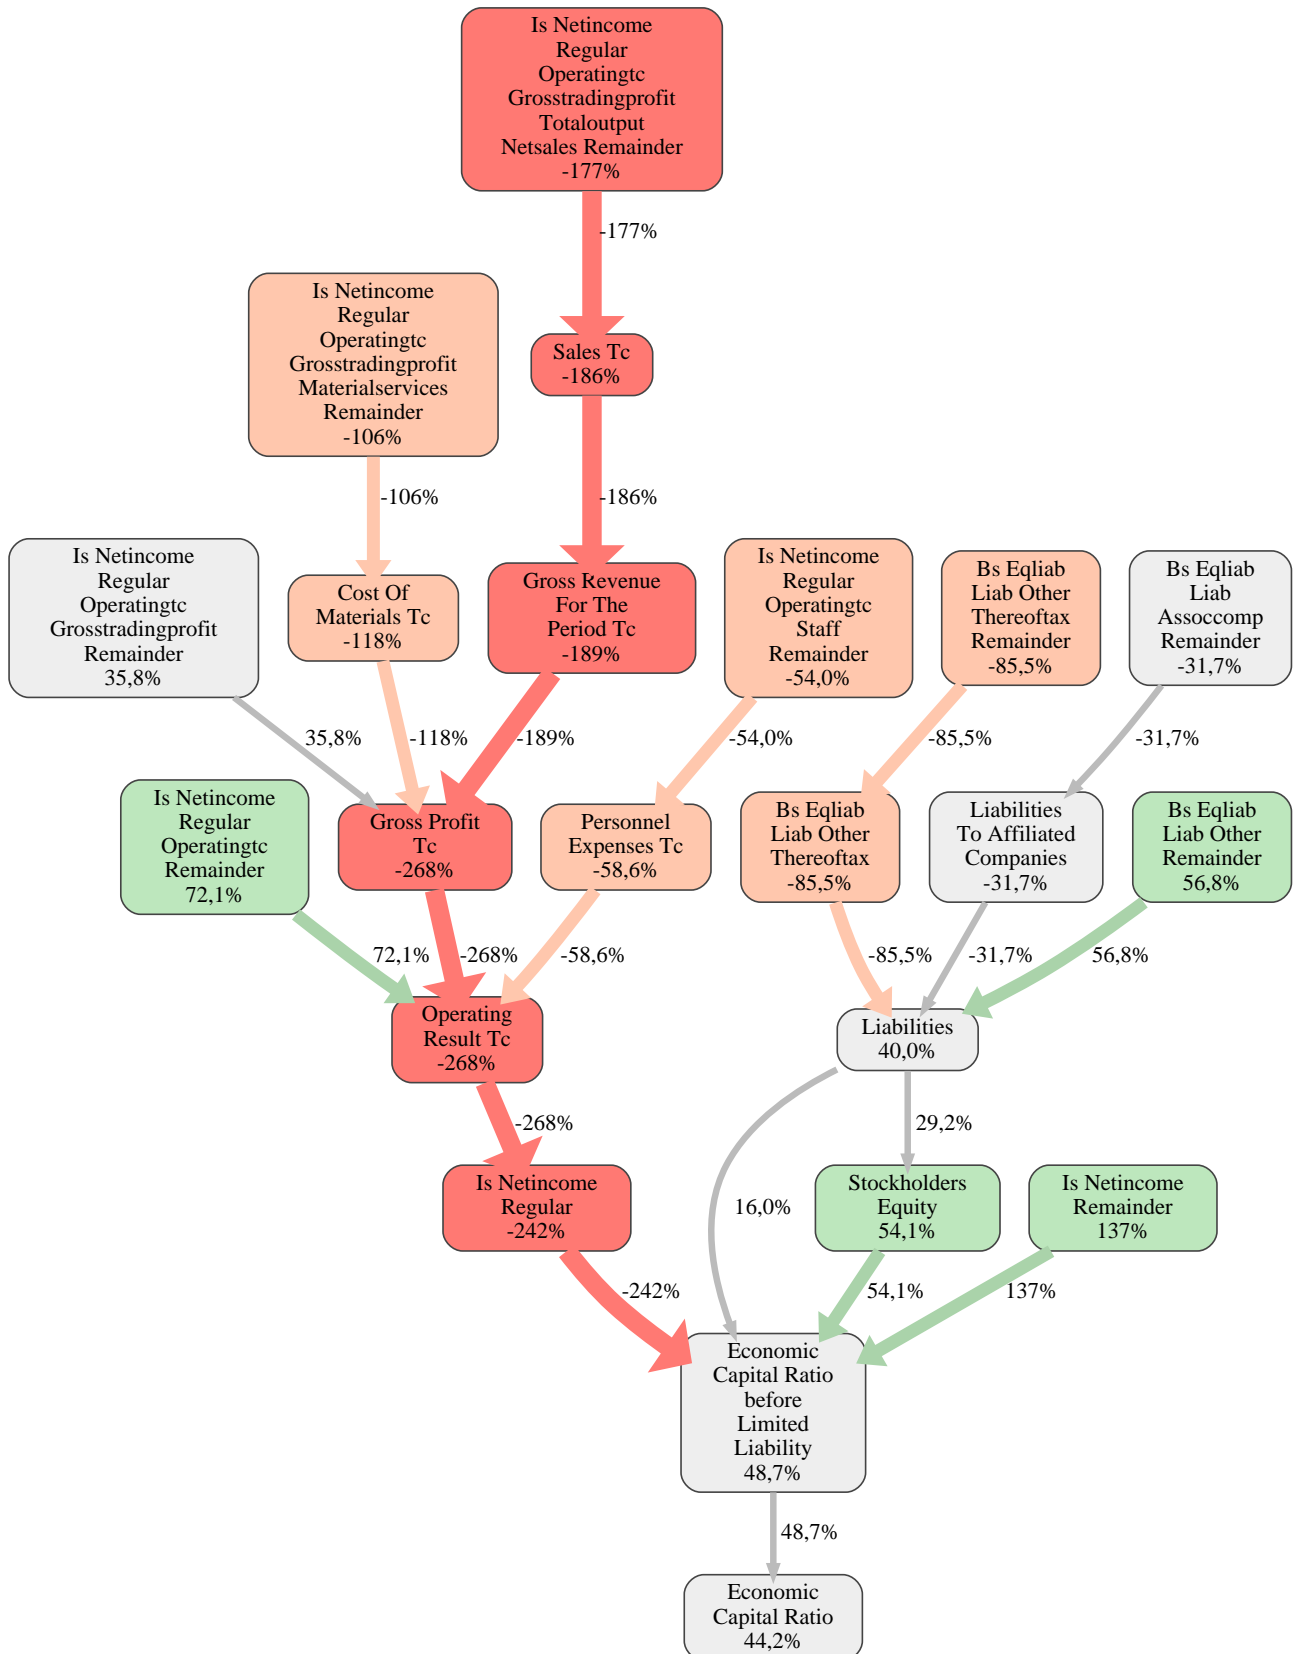 Is Netincome
Regular
Operatingtc
Grosstradingprofit
Totaloutput
Netsales Remainder
-177%
-177%
Is Netincome
Regular
Operatingtc
Grosstradingprofit
Materialservices
Remainder
-106%
Sales Tc
-186%
-106%
-186%
Is Netincome
Regular
Operatingtc
Grosstradingprofit
Remainder
35,8%
Cost Of
Materials Tc
-118%
Gross Revenue
For The
Period Tc
-189%
Is Netincome
Regular
Operatingtc
Staff
Remainder
-54,0%
Bs Eqliab
Liab Other
Thereoftax
Remainder
-85,5%
Bs Eqliab
Liab
Assoccomp
Remainder
-31,7%
35,8%
-118%
-189%
-54,0%
-85,5%
-31,7%
Is Netincome
Regular
Operatingtc
Remainder
72,1%
Gross Profit
Tc
-268%
Personnel
Expenses Tc
-58,6%
Bs Eqliab
Liab Other
Thereoftax
-85,5%
Liabilities
To Affiliated
Companies
-31,7%
Bs Eqliab
Liab Other
Remainder
56,8%
72,1%
-268%
-58,6%
-85,5%
-31,7%
56,8%
Operating
Result Tc
-268%
Liabilities
40,0%
-268%
29,2%
Is Netincome
Regular
-242%
16,0%
Stockholders
Equity
54,1%
Is Netincome
Remainder
137%
-242%
54,1%
137%
Economic
Capital Ratio
before
Limited
Liability
48,7%
48,7%
Economic
Capital Ratio
44,2%